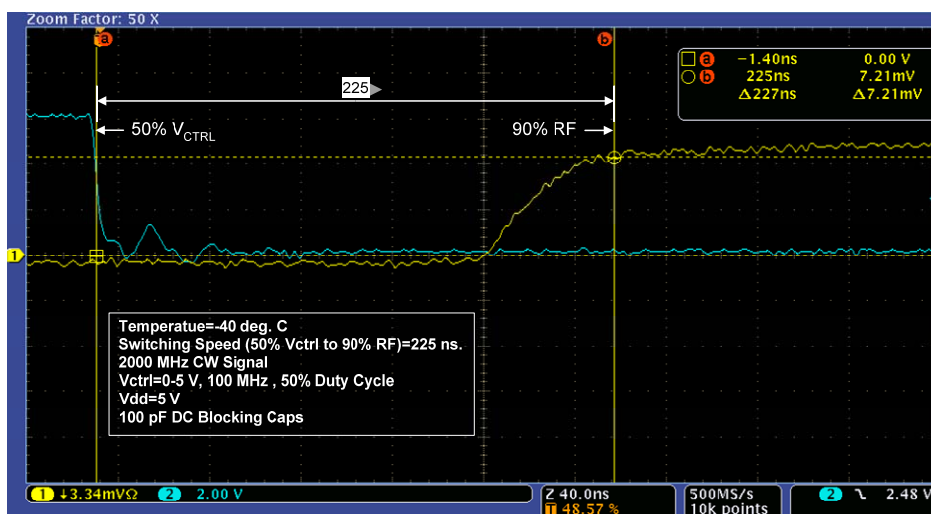 Zoom Factor: 50 X
a
b
a −1.40ns 0.00 V
b 225ns 7.21mV
Δ227ns Δ7.21mV
225
50% VCTRL
90% RF
1
Temperatue=-40 deg. C
Switching Speed (50% Vctrl to 90% RF)=225 ns.
2000 MHz CW Signal
Vctrl=0-5 V, 100 MHz , 50% Duty Cycle
Vdd=5 V
100 pF DC Blocking Caps
1 ↓3.34mVΩ 2 2.00 V
Z 40.0ns
T 48.57 %
500MS/s
10k points
2 2.48 V